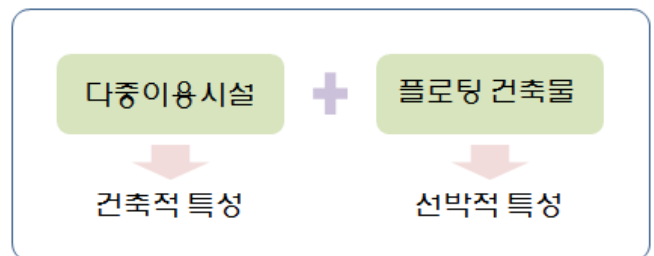 다중이용시설
플로팅 건축물
건축적 특성
선박적 특성